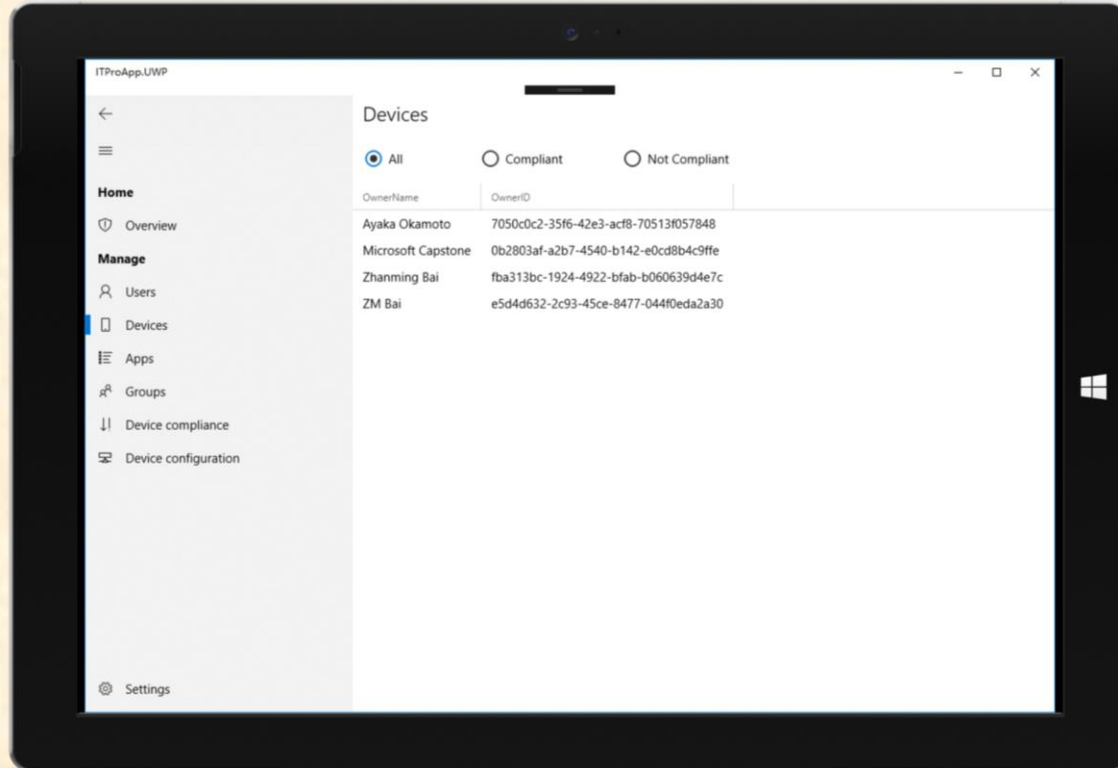 ITProApp.UWP
Devices
All Compliant Not Compliant
Home
OwnerName OwnerID
Overview
Ayaka Okamoto 7050c0c2-35f6-42e3-acf8-70513f057848
Microsoft Capstone 0b2803af-a2b7-4540-b142-e0cd8b4c9ffe
Manage
Zhanming Bai fba313bc-1924-4922-bfab-b060639d4e7c
Users
ZM Bai e5d4d632-2c93-45ce-8477-044f0eda2a30
Devices
Apps
Groups
Device compliance
Device configuration
Settings